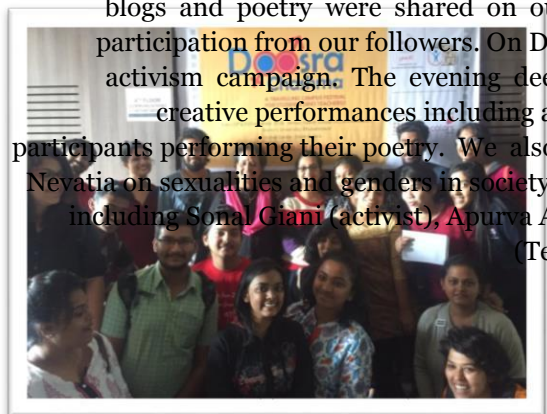 blogs and poetry were shared on
participation from our followers. On
activism campaign. The evening
creative performances including
participants performing their poetry. We also
Nevatia on sexualities and genders in society
including Sonal Giani (activist), Apurva
Doosra